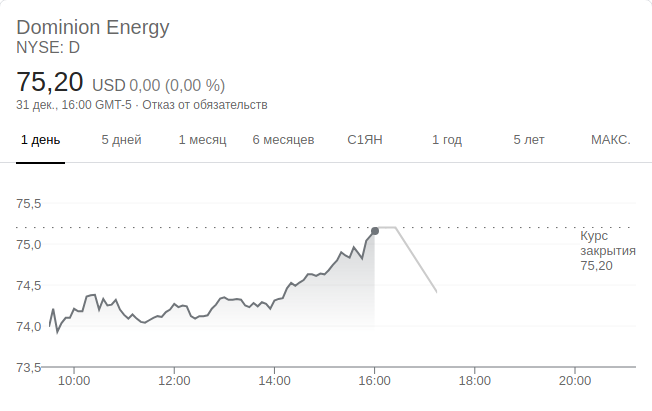 Dominion Energy
NYSE: D
75,20 USD 0,00 (0,00 %)
31 дек., 16:00 GMT-5 · Отказ от обязательств
1 день 5 дней 1 месяц 6 месяцев С1ЯН 1 год 5 лет МАКС.
75,5
Курс
75,0
закрытия
75,20
74,5
74,0
73,5
10:00 12:00 14:00 16:00 18:00 20:00